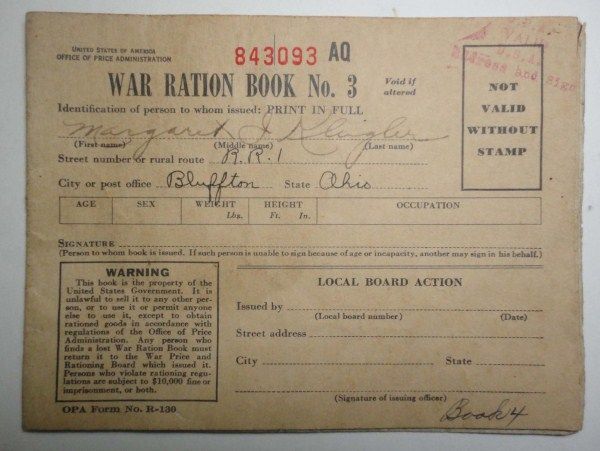 UNITED STATES OF AMERICA
OFFICE OF PRICE ADMINISTRATION
843093 AQ
WAR RATION BOOK No. 3
Void if
altered
Identification of person to whom issued: PRINT IN FULL
Margaret J.
(First name) (Middle name) (Last name)
Street number or rural route R.R. 1
City or post office Bluffton State Ohio
AGE SEX WEIGHT HEIGHT OCCUPATION
Lbs. Ft. In.
SIGNATURE
(Person to whom book is issued. If such person is unable to sign because of age or incapacity, another may sign in his behalf.)
VALID
U.S.A.
Address and Sign
NOT
VALID
WITHOUT
STAMP
WARNING
This book is the property of the
United States Government. It is
unlawful to sell it to any other per-
son, or to use it or permit anyone
else to use it, except to obtain
rationed goods in accordance with
regulations of the Office of Price
Administration. Any person who
finds a lost War Ration Book must
return it to the War Price and
Rationing Board which issued it.
Persons who violate rationing regu-
lations are subject to $10,000 fine or
imprisonment, or both.
LOCAL BOARD ACTION
Issued by
(Local board number) (Date)
Street address
City State
(Signature of issuing officer)
OPA Form No. R-130
Book 4